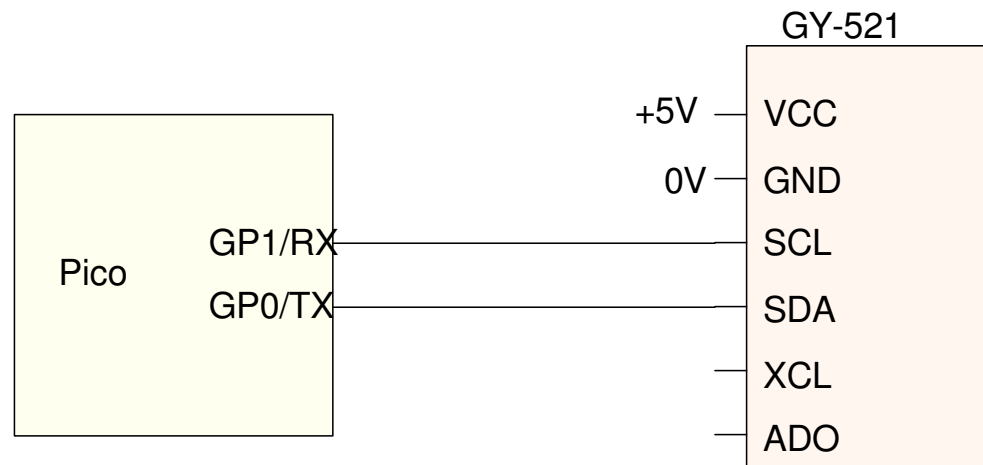 GY-521
+5V VCC
0V GND
GP1/RX SCL
Pico
GP0/TX SDA
XCL
ADO